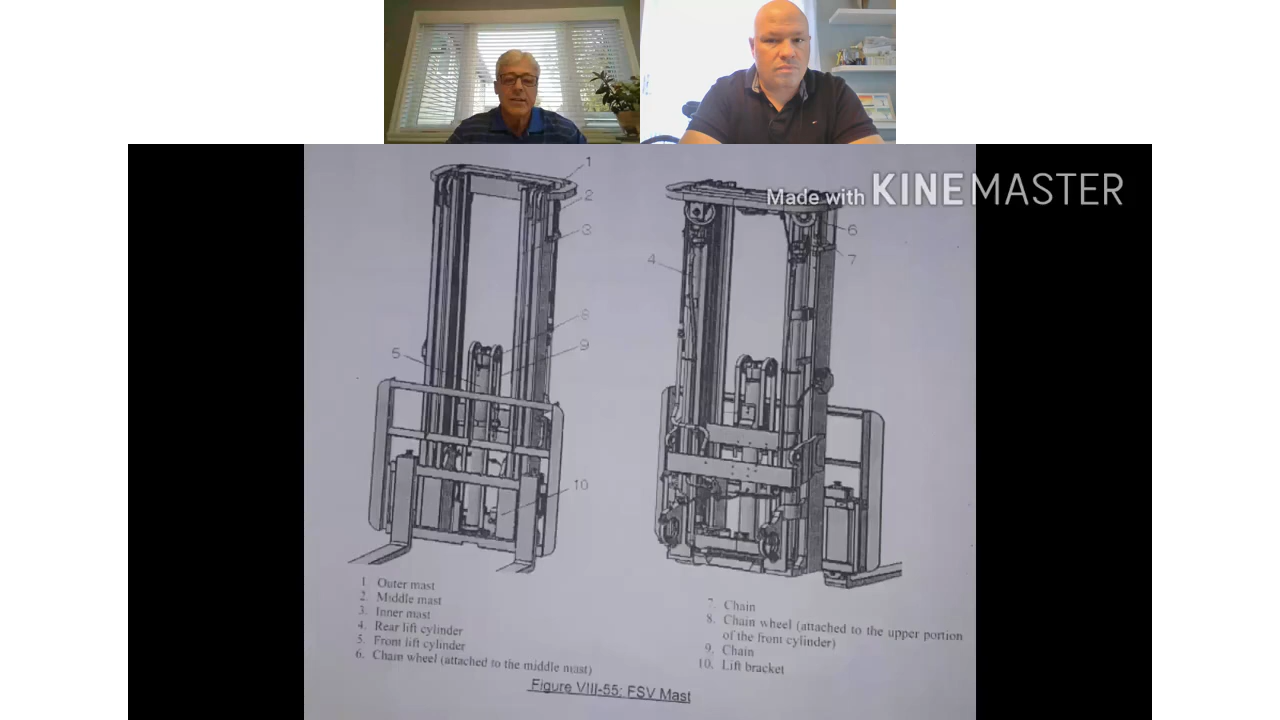 Made with KINEMASTER
1
2
3
8
9
5
10
6
7
4
1. Outer mast
2. Middle mast
3. Inner mast
4. Rear lift cylinder
5. Front lift cylinder
6. Chain wheel (attached to the middle mast)
7. Chain
8. Chain wheel (attached to the upper portion
of the front cylinder)
9. Chain
10. Lift bracket
Figure VIII-55: FSV Mast